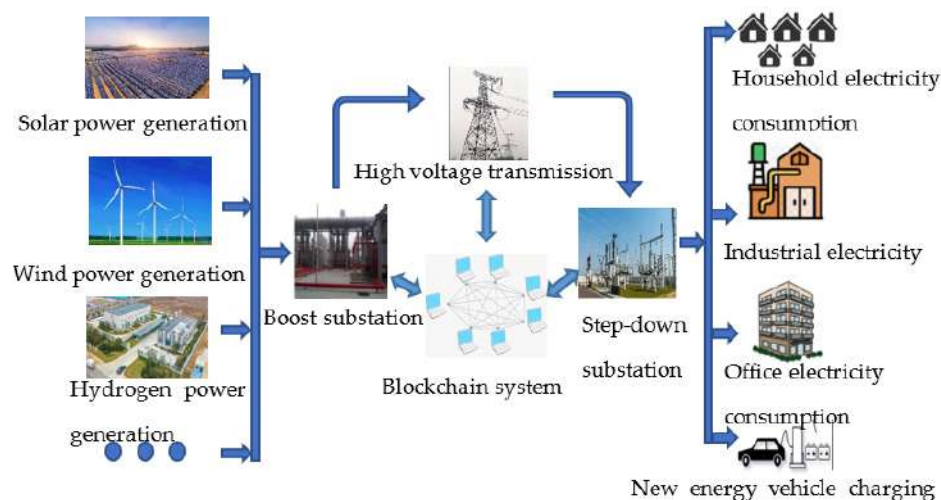 Solar power generation
Wind power generation
Hydrogen power
generation
Boost substation
High voltage transmission
Blockchain system
Step-down
substation
Household electricity
consumption
Industrial electricity
Office electricity
consumption
New energy vehicle charging